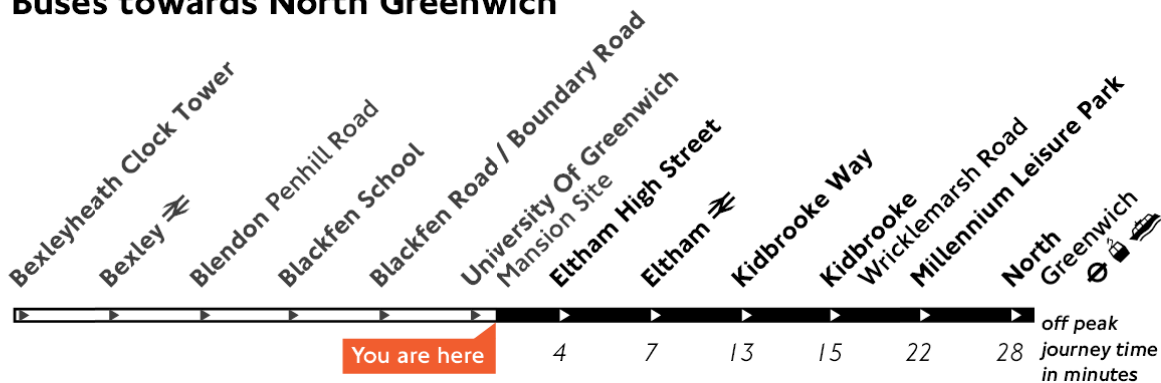 Buses towards North Greenwich
Bexleyheath Clock Tower
Bexley
Blendon Penhill Road
Blackfen School
Blackfen Road / Boundary Road
University Of Greenwich
Mansion Site
Eltham High Street
Eltham
Kidbrooke Way
Kidbrooke
Wricklemarsh Road
Millennium Leisure Park
North
Greenwich
You are here
4
7
13
15
22
28
off peak
journey time
in minutes